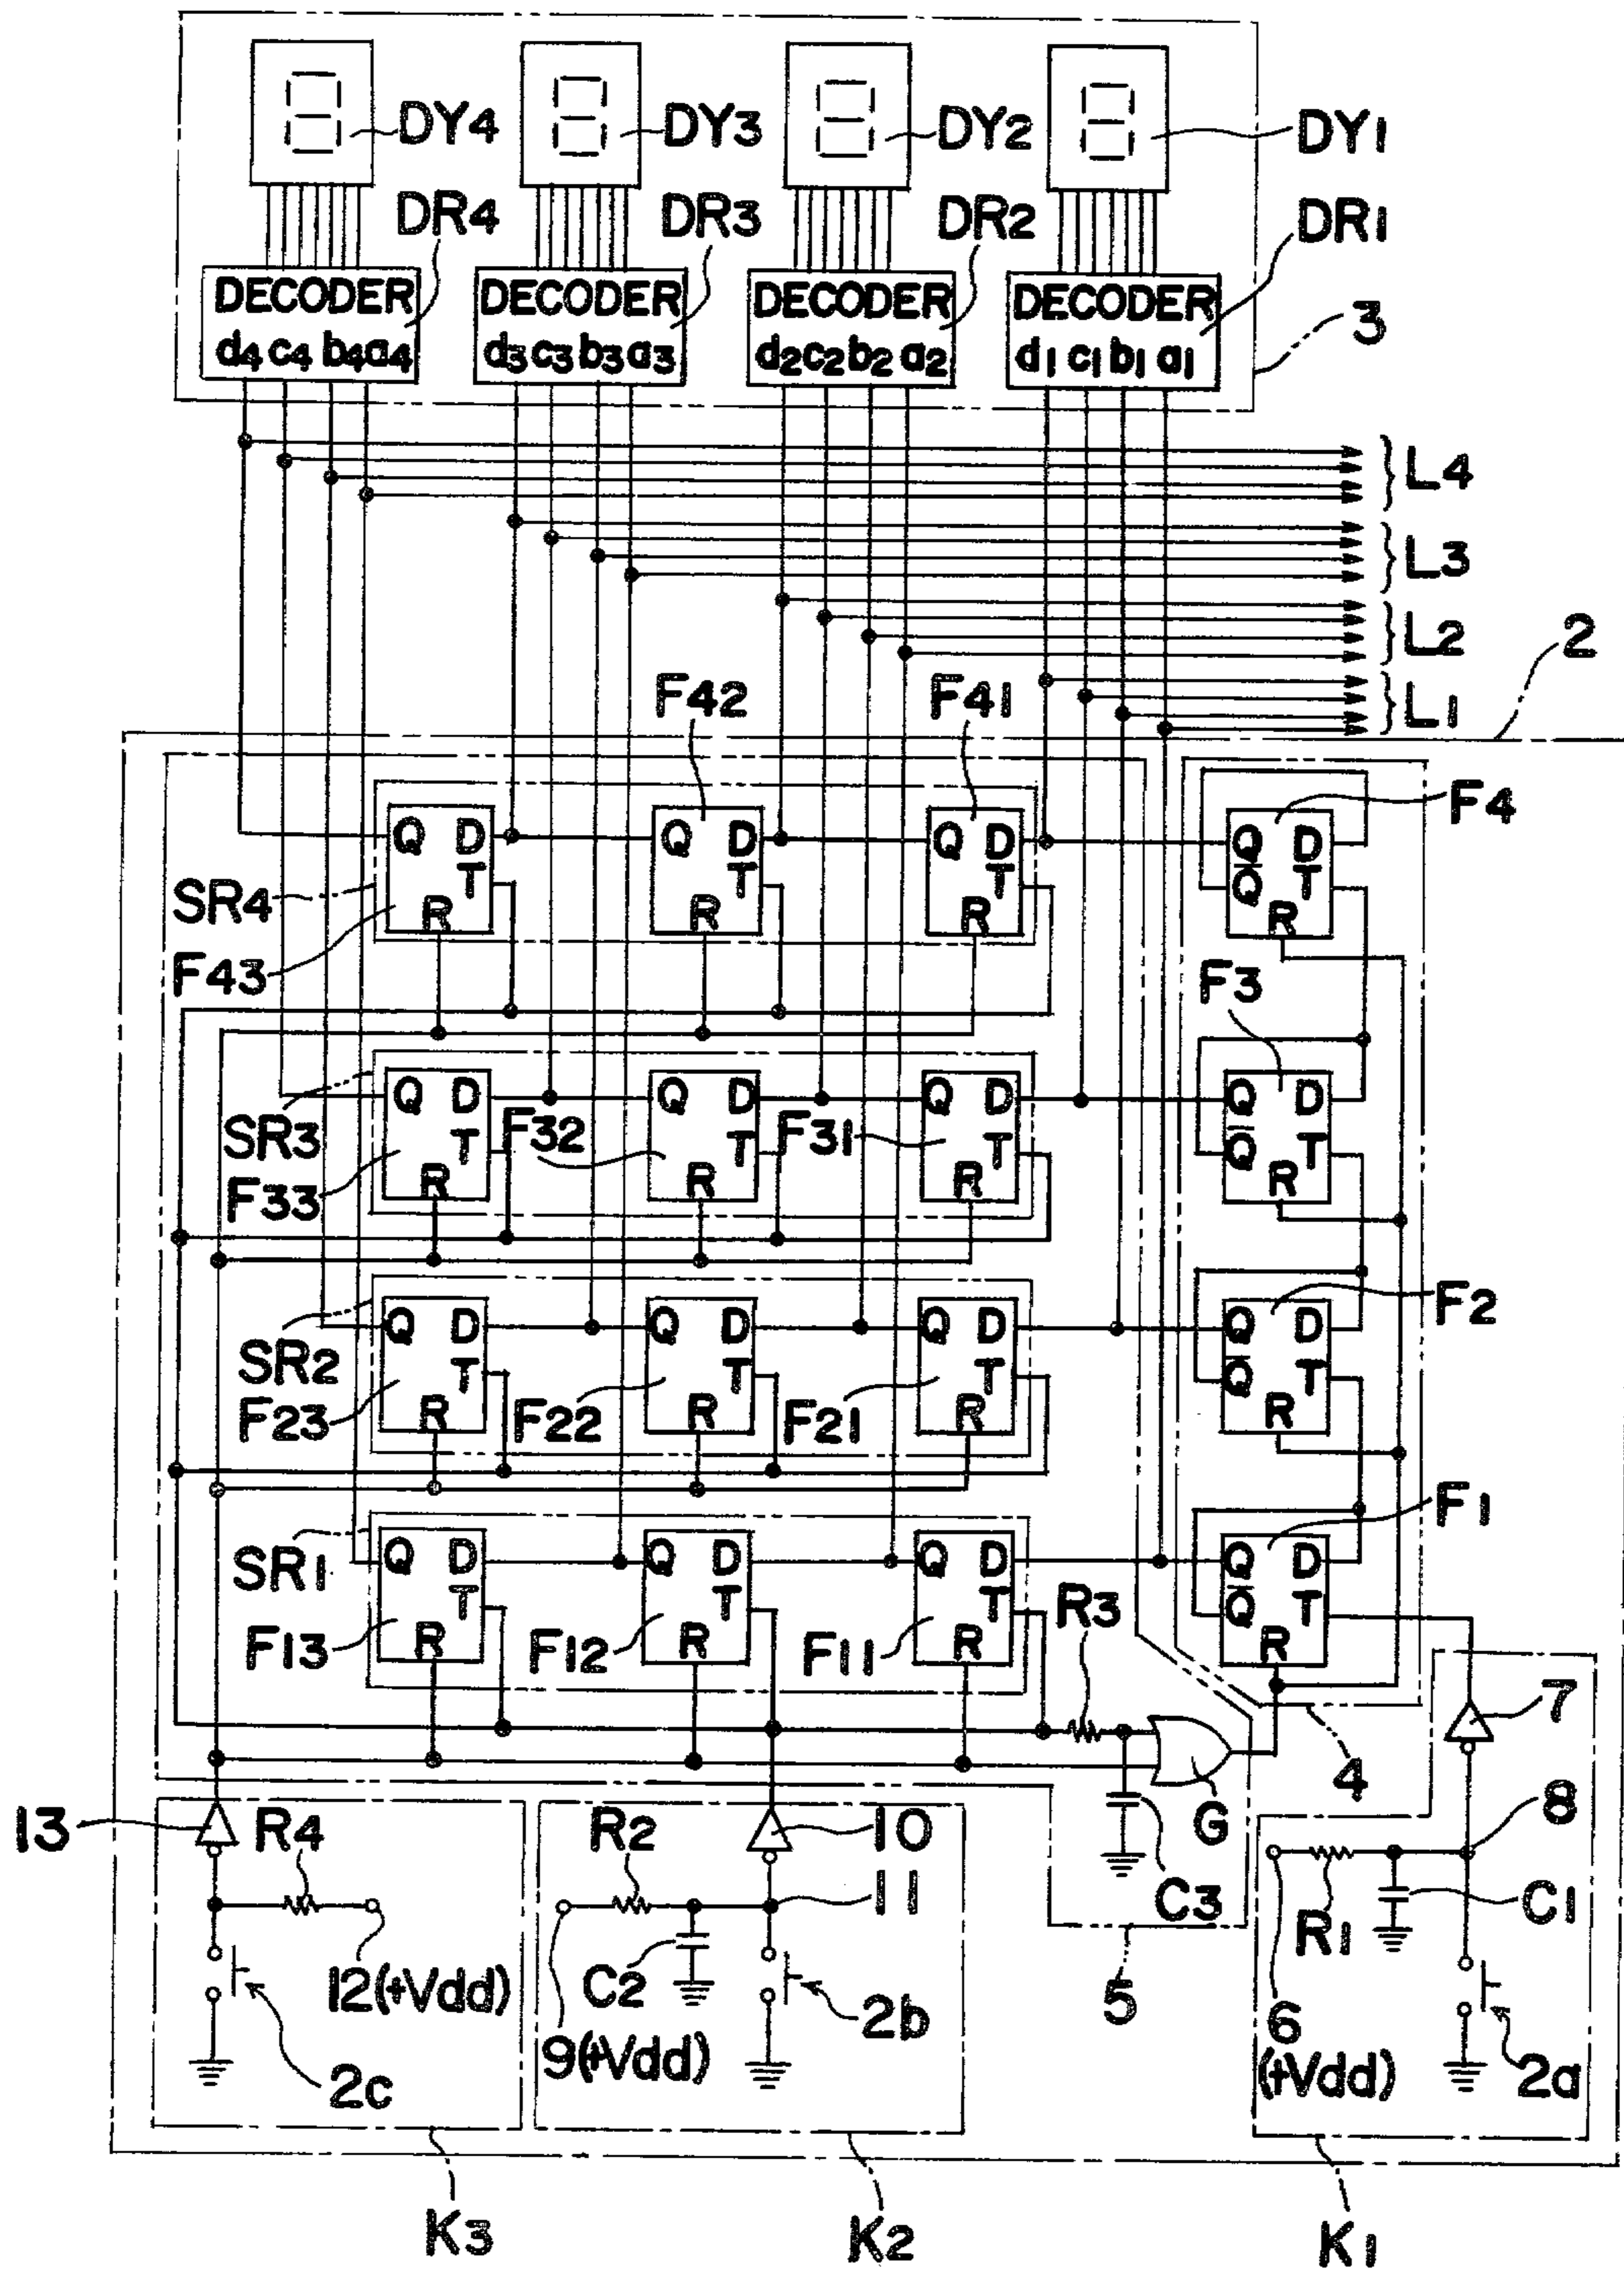 DY4 DY3 DY2 DY1
DR4 DR3 DR2 DR1
DECODER DECODER DECODER DECODER
d4 c4 b4 a4 d3 c3 b3 a3 d2 c2 b2 a2 d1 c1 b1 a1
3
L4
L3
L2
L1
2
F42 F41
F4
Q D T R Q D T R Q D T R Q D Q T R
SR4
F43
F3
Q D T R Q D T R Q D T R Q D Q T R
SR3 F32 F31
F33
F2
Q D T R Q D T R Q D T R Q D Q T R
SR2
F23 F22 F21
F1
Q D T R Q D T R Q D T R Q D Q T R
SR1
F13 F12 F11
R3
7
4
G
8
13 R4 R2 10
11
C3
R1 C1
12(+Vdd) C2
2b
5
6
(+Vdd)
9(+Vdd)
2c
2a
K3 K2 K1